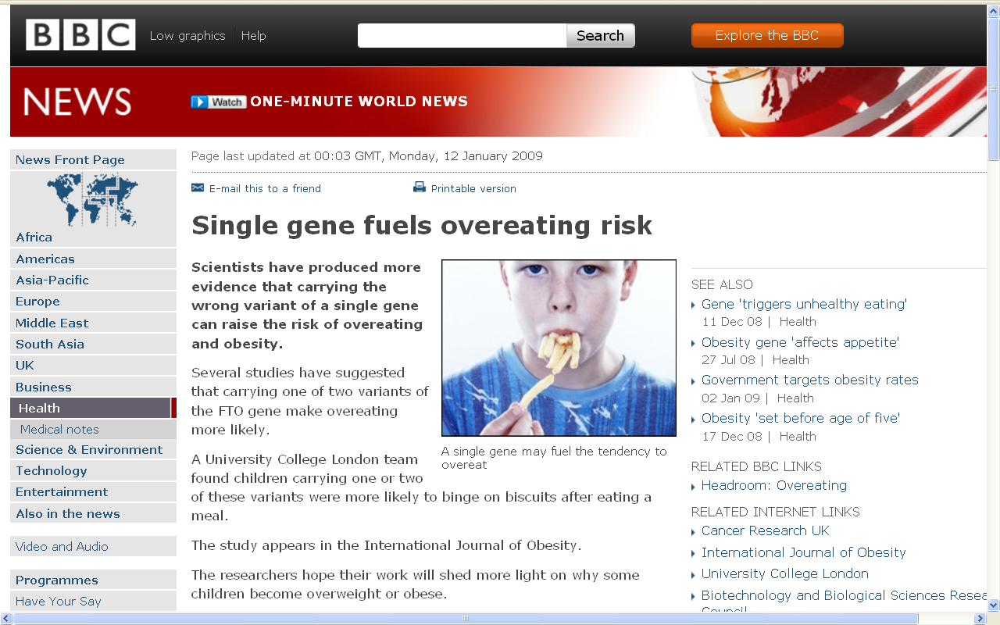 BBC
Low graphics
Help
Search
Explore the BBC
NEWS
Watch ONE-MINUTE WORLD NEWS
News Front Page
Africa
Americas
Asia-Pacific
Europe
Middle East
South Asia
UK
Business
Health
Medical notes
Science & Environment
Technology
Entertainment
Also in the news
Video and Audio
Programmes
Have Your Say
Page last updated at 00:03 GMT, Monday, 12 January 2009
E-mail this to a friend
Printable version
Single gene fuels overeating risk
Scientists have produced more
evidence that carrying the
wrong variant of a single gene
can raise the risk of overeating
and obesity.
Several studies have suggested
that carrying one of two variants of
the FTO gene make overeating
more likely.
A University College London team
found children carrying one or two
of these variants were more likely to binge on biscuits after eating a
meal.
The study appears in the International Journal of Obesity.
The researchers hope their work will shed more light on why some
children become overweight or obese.
A single gene may fuel the tendency to
overeat
SEE ALSO
Gene 'triggers unhealthy eating'
11 Dec 08 | Health
Obesity gene 'affects appetite'
27 Jul 08 | Health
Government targets obesity rates
02 Jan 09 | Health
Obesity 'set before age of five'
17 Dec 08 | Health
RELATED BBC LINKS
Headroom: Overeating
RELATED INTERNET LINKS
Cancer Research UK
International Journal of Obesity
University College London
Biotechnology and Biological Sciences Resea
Council